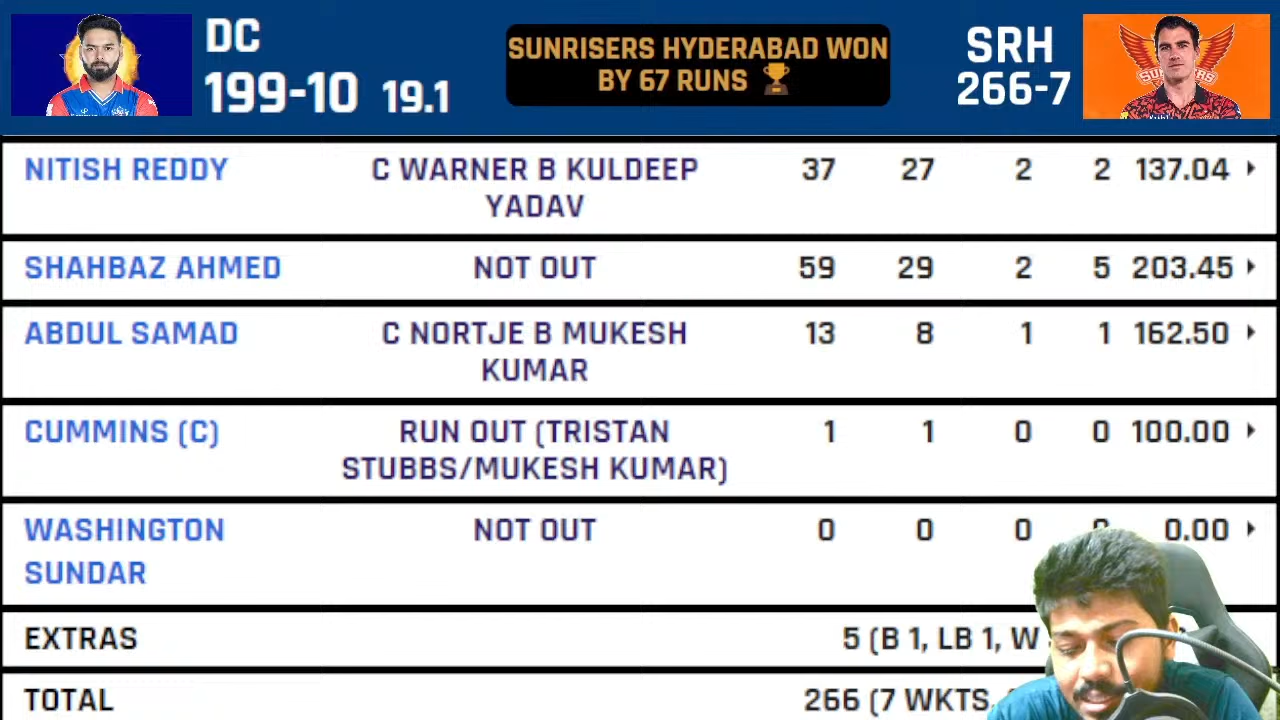 DC
199-10 19.1
SUNRISERS HYDERABAD WON
BY 67 RUNS
SRH
266-7
NITISH REDDY C WARNER B KULDEEP YADAV 37 27 2 2 137.04
SHAHBAZ AHMED NOT OUT 59 29 2 5 203.45
ABDUL SAMAD C NORTJE B MUKESH KUMAR 13 8 1 1 162.50
CUMMINS (C) RUN OUT (TRISTAN STUBBS/MUKESH KUMAR) 1 1 0 0 100.00
WASHINGTON SUNDAR NOT OUT 0 0 0 0 0.00
EXTRAS 5 (B 1, LB 1, W
TOTAL 266 (7 WKTS,